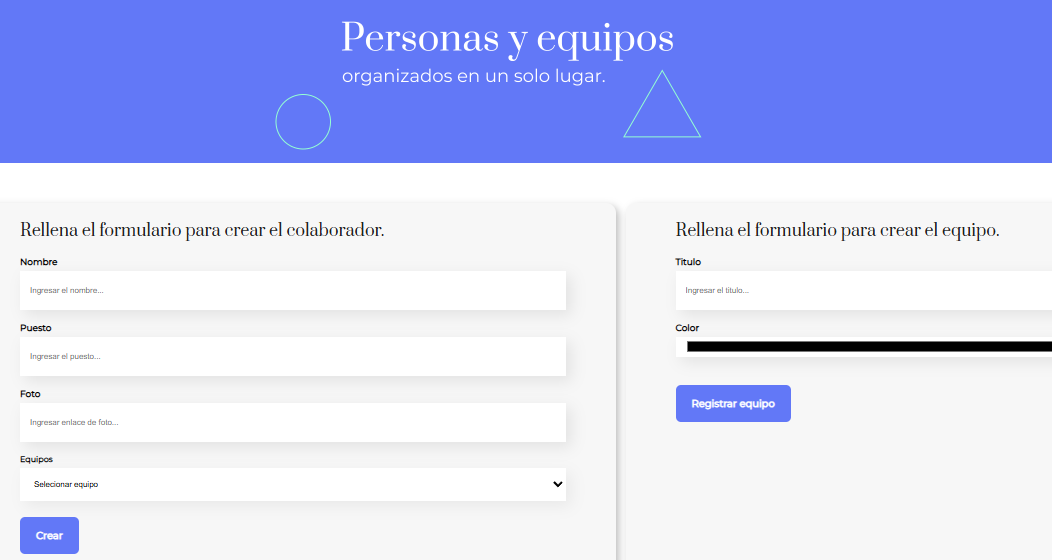 Personas y equipos
organizados en un solo lugar.
Rellena el formulario para crear el colaborador.
Nombre
Ingresar el nombre...
Puesto
Ingresar el puesto...
Foto
Ingresar enlace de foto...
Equipos
Selecionar equipo
Crear
Rellena el formulario para crear el equipo.
Titulo
Ingresar el titulo...
Color
Registrar equipo